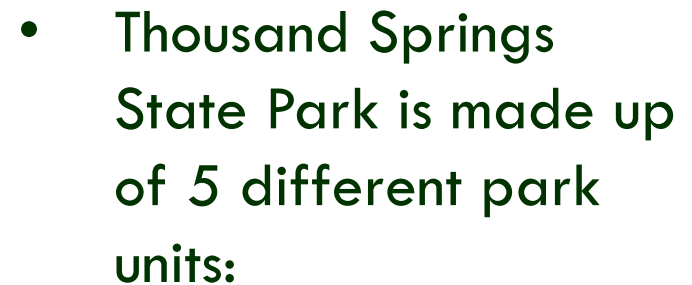 • Thousand Springs
State Park is made up
of 5 different park
units: